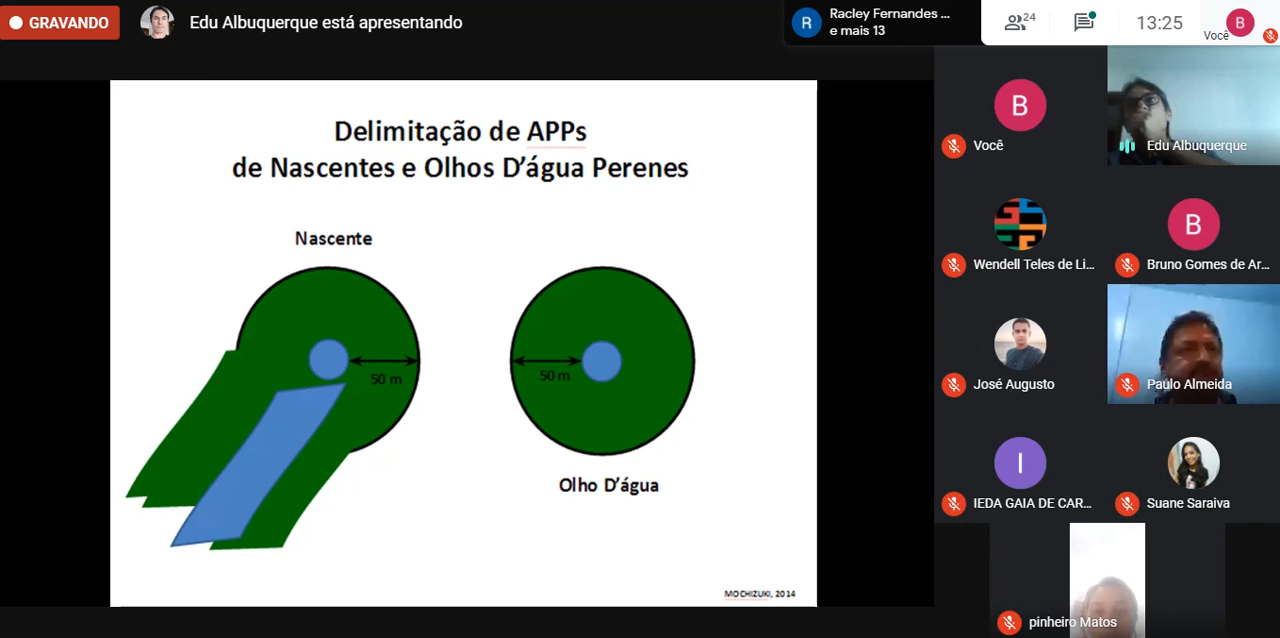 GRAVANDO
Edu Albuquerque está apresentando
R
Racley Fernandes ...
e mais 13
24
13:25
Você
B
Delimitação de APPs
de Nascentes e Olhos D'água Perenes
Nascente
50 m
50 m
Olho D'água
MOCHIZUKI, 2014
B
Você
Edu Albuquerque
Wendell Teles de Li...
B
Bruno Gomes de Ar...
José Augusto
Paulo Almeida
I
IEDA GAIA DE CAR...
Suane Saraiva
pinheiro Matos